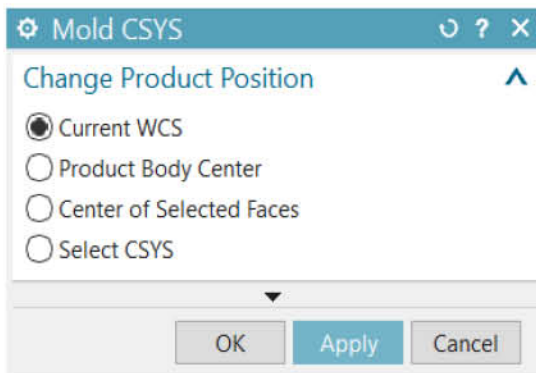 Mold CSYS ?
Change Product Position
Current WCS
Product Body Center
Center of Selected Faces
Select CSYS
OK Apply Cancel